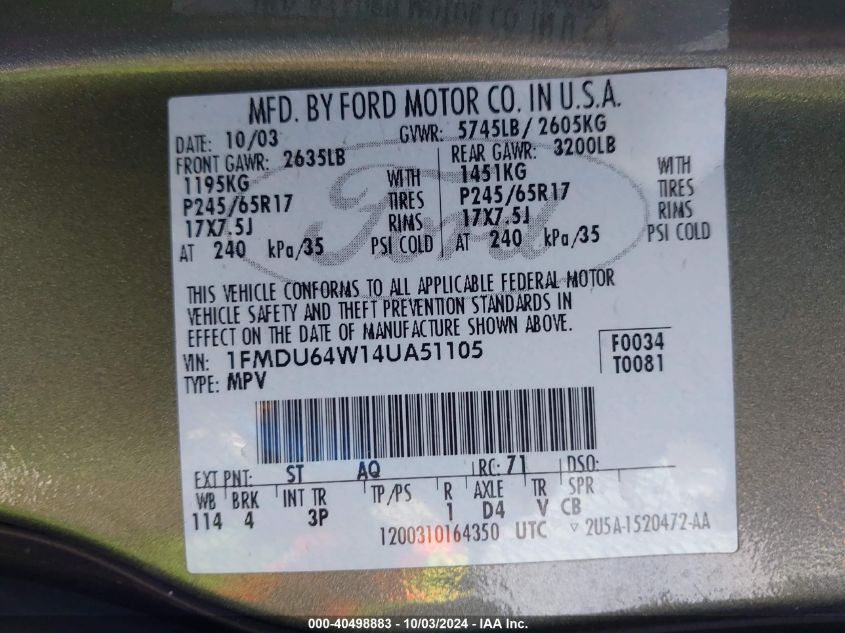 MFD. BY FORD MOTOR CO. IN U.S.A.
DATE: 10/03 GVWR: 5745LB/ 2605KG
FRONT GAWR: 2635LB REAR GAWR: 3200LB
1195KG WITH 1451KG WITH
P245/65R17 TIRES P245/65R17 TIRES
17X7.5J RIMS 17X7.5J RIMS
AT 240 kPa/35 PSI COLD AT 240 kPa/35 PSI COLD
Ford
THIS VEHICLE CONFORMS TO ALL APPLICABLE FEDERAL MOTOR
VEHICLE SAFETY AND THEFT PREVENTION STANDARDS IN
EFFECT ON THE DATE OF MANUFACTURE SHOWN ABOVE.
VIN: 1FMDU64W14UA51105 F0034
TYPE: MPV T0081
EXT PNT: ST AQ RC: 71 DSO:
WB BRK INT TR TP/PS R AXLE TR SPR
114 4 3P 1 D4 V CB
1200310164350 UTC 2U5A-1520472-AA
000-40498883 - 10/03/2024 - IAA Inc.